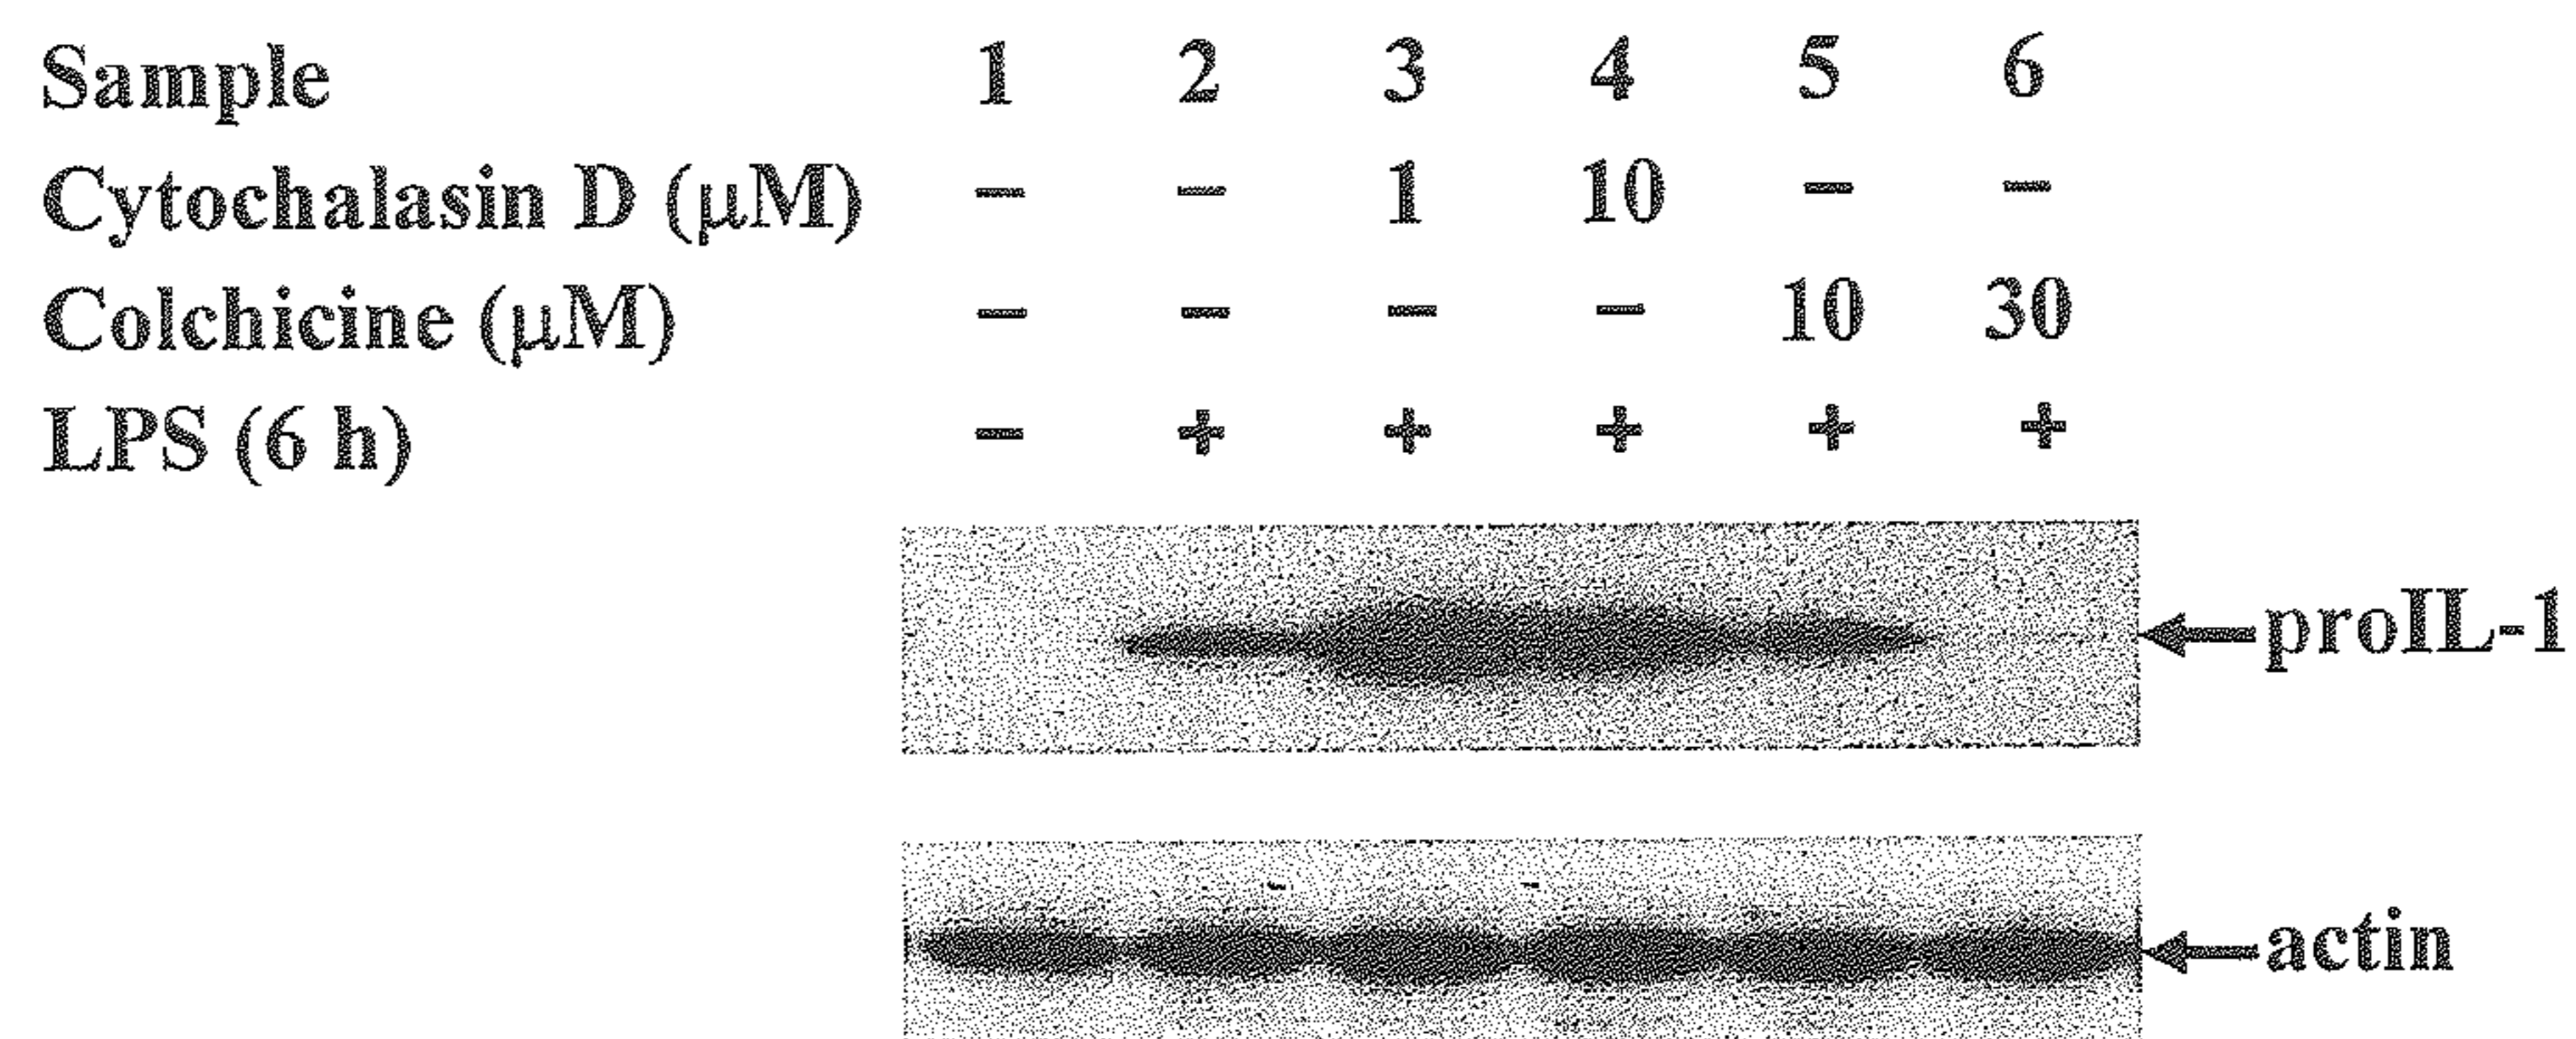 Sample 1 2 3 4 5 6
Cytochalasin D (μM) – – 1 10 – –
Colchicine (μM) – – – – 10 30
LPS (6 h) – + + + + +
proIL-1
actin